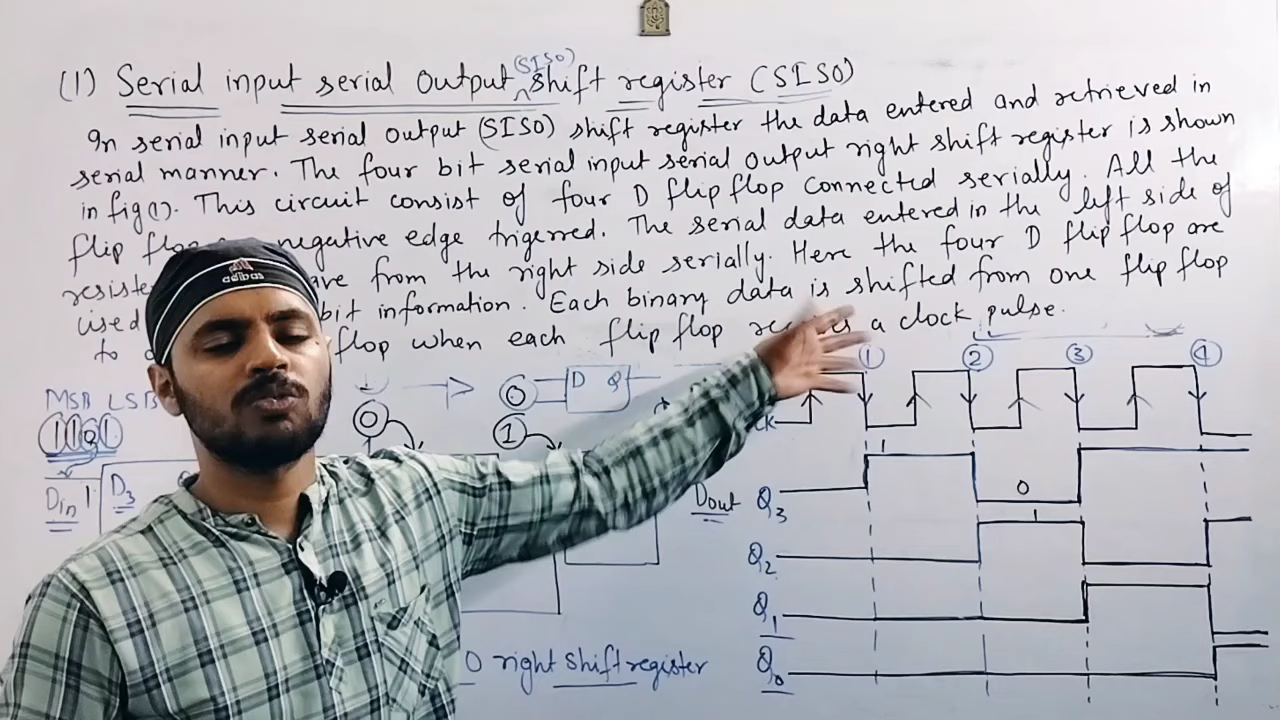 (1) Serial input serial output (SISO) shift register (SISO)
In serial input serial output (SISO) shift register the data entered and retrieved in
serial manner. The four bit serial input serial output right shift register is shown
in fig(1). This circuit consist of four D flip flop connected serially. All the
flip negative edge trigerred. The serial data entered in the left side of
from the right side serially. Here the four D flip flop are
used bit information. Each binary data is shifted from one flip flop
to flop when each flip flop a clock pulse.
MSB LSB
1101
Din 1 D3
0
0
1
D Q
Dout
right shift register
1 2 3 4
Q3 1 0
Q2 1
Q1
Q0
adidas